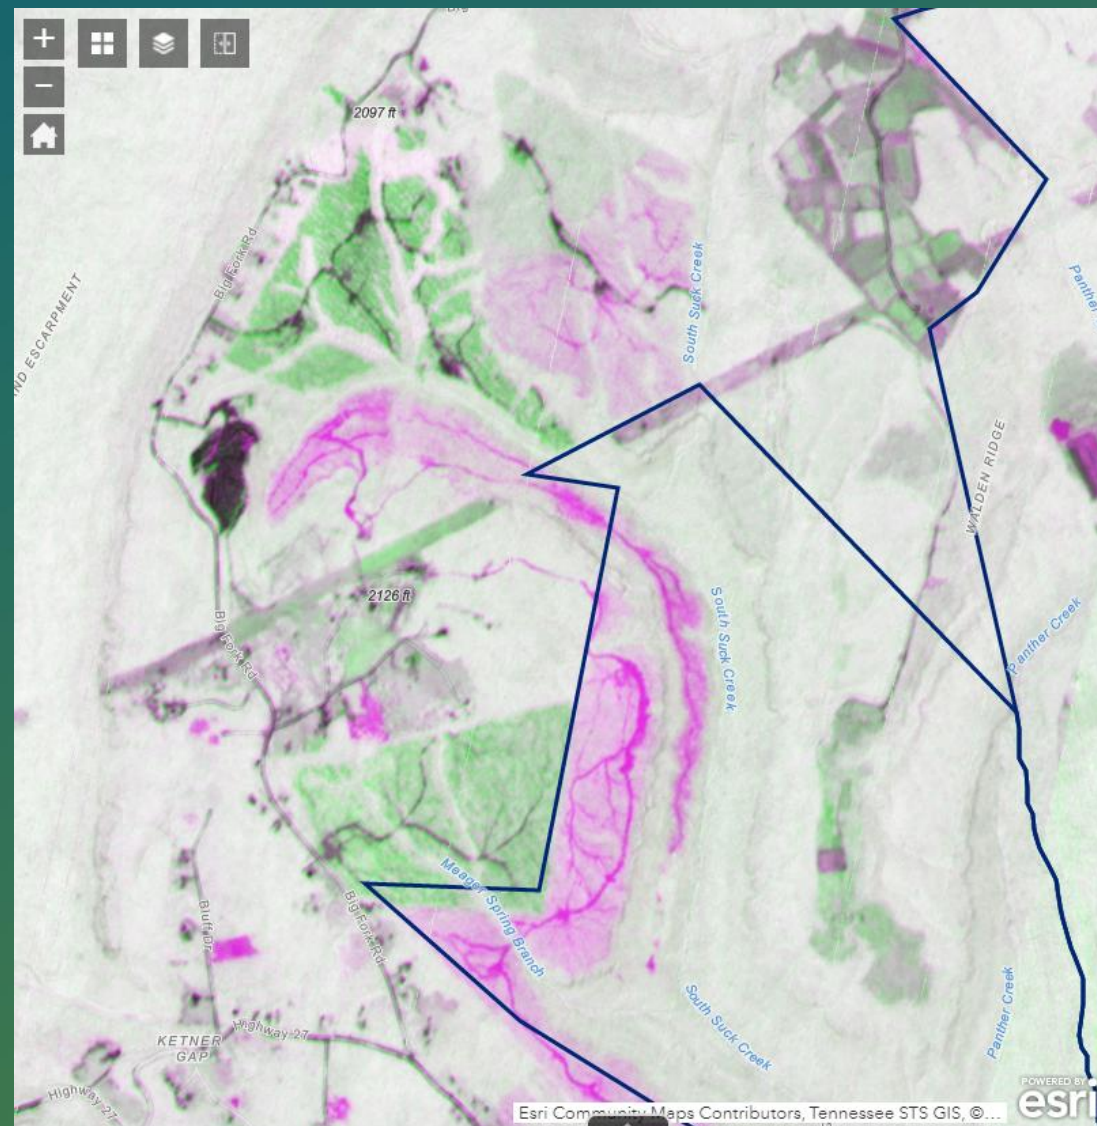 2097 ft
Big Fork Rd
ND ESCARPMENT
South Suck Creek
Panther
WALDEN RIDGE
2126 ft
Big Fork Rd
South Suck Creek
Panther Creek
Meager Spring Branch
Big Fork Rd
Bluff Dr
South Suck Creek
Panther Creek
KETNER
GAP
Highway 27
Highway 27
POWERED BY
esri
Esri Community Maps Contributors, Tennessee STS GIS, ©...